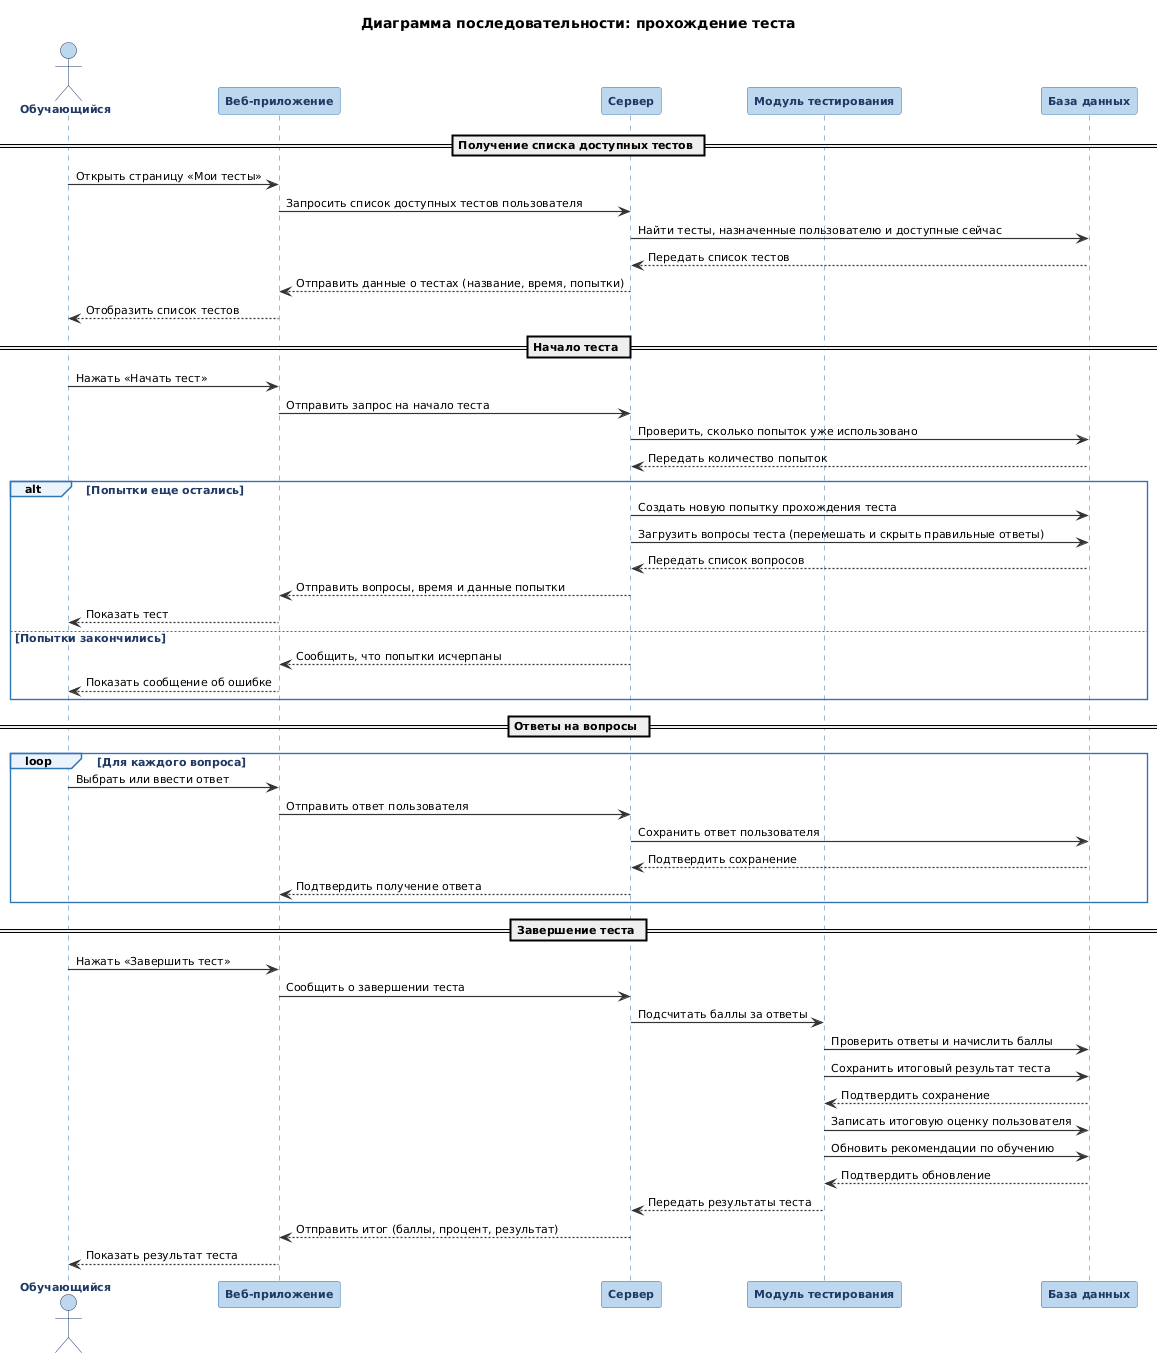 Диаграмма последовательности: прохождение теста
Обучающийся
Веб-приложение
Сервер
Модуль тестирования
База данных
Получение списка доступных тестов
Открыть страницу «Мои тесты»
Запросить список доступных тестов пользователя
Найти тесты, назначенные пользователю и доступные сейчас
Передать список тестов
Отправить данные о тестах (название, время, попытки)
Отобразить список тестов
Начало теста
Нажать «Начать тест»
Отправить запрос на начало теста
Проверить, сколько попыток уже использовано
Передать количество попыток
alt [Попытки еще остались]
Создать новую попытку прохождения теста
Загрузить вопросы теста (перемешать и скрыть правильные ответы)
Передать список вопросов
Отправить вопросы, время и данные попытки
Показать тест
[Попытки закончились]
Сообщить, что попытки исчерпаны
Показать сообщение об ошибке
Ответы на вопросы
loop [Для каждого вопроса]
Выбрать или ввести ответ
Отправить ответ пользователя
Сохранить ответ пользователя
Подтвердить сохранение
Подтвердить получение ответа
Завершение теста
Нажать «Завершить тест»
Сообщить о завершении теста
Подсчитать баллы за ответы
Проверить ответы и начислить баллы
Сохранить итоговый результат теста
Подтвердить сохранение
Записать итоговую оценку пользователя
Обновить рекомендации по обучению
Подтвердить обновление
Передать результаты теста
Отправить итог (баллы, процент, результат)
Показать результат теста
Обучающийся
Веб-приложение
Сервер
Модуль тестирования
База данных